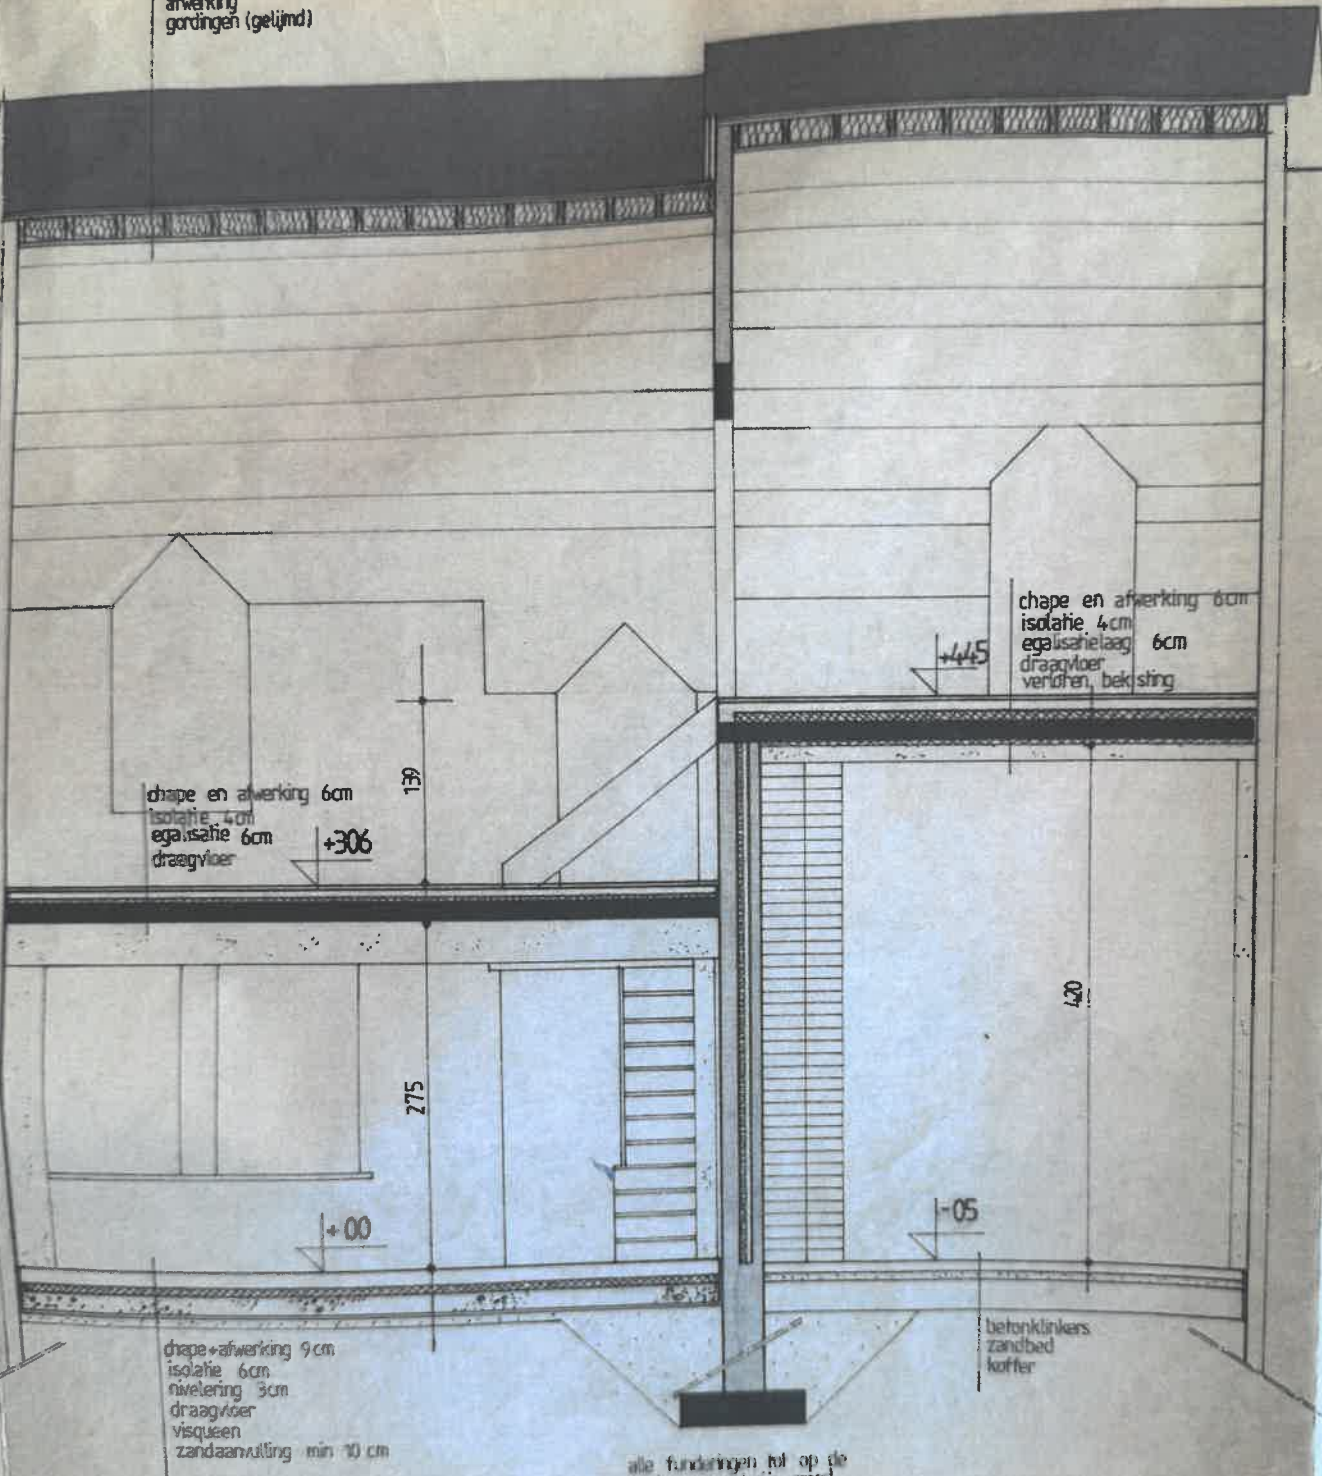 afwerking
gordingen (gelijmd)
chape en afwerking 6cm
isolatie 4cm
egalisatielaag 6cm
draagvloer
verloren bekisting
+445
139
chape en afwerking 6cm
isolatie 4cm
egalisatie 6cm
draagvloer
+306
420
275
-05
+00
betonklinkers
zandbed
koffer
chape+afwerking 9cm
isolatie 6cm
nivelering 3cm
draagvloer
visqueen
zandaanvulling min 10 cm
alle funderingen tot op de